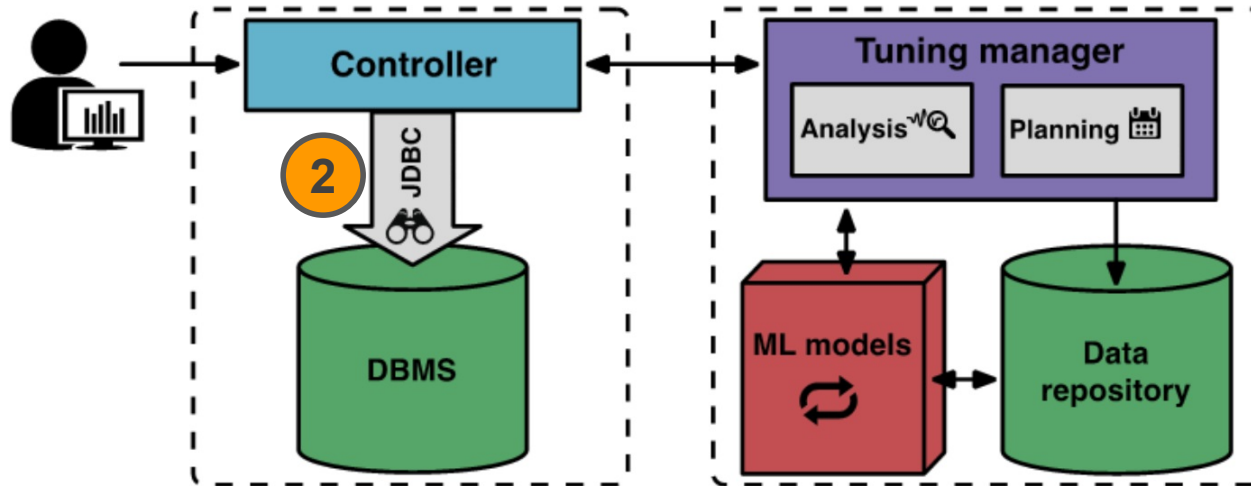 Controller
Tuning manager
Analysis
Planning
2
JDBC
DBMS
ML models
Data
repository